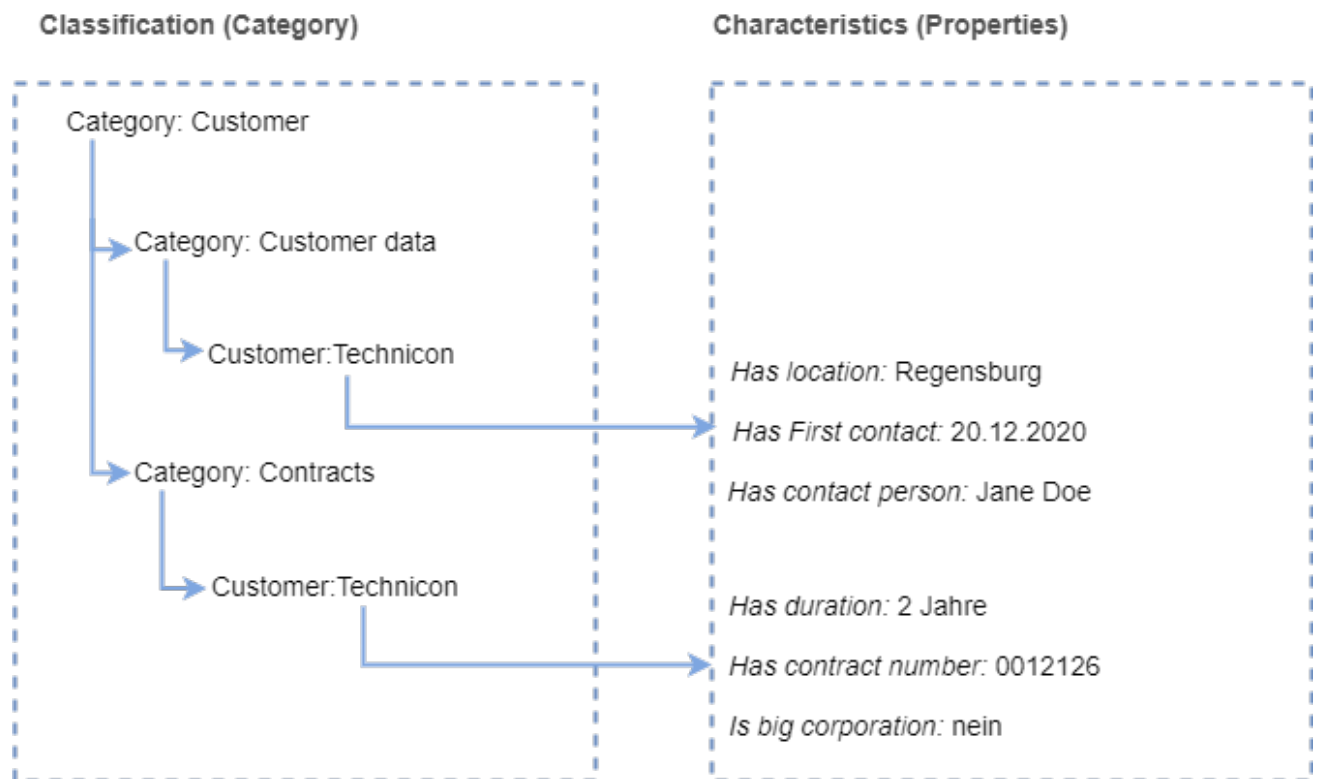 Classification (Category)
Characteristics (Properties)
Category: Customer
Category: Customer data
Customer:Technicon
Has location: Regensburg
Has First contact: 20.12.2020
Category: Contracts
Has contact person: Jane Doe
Customer:Technicon
Has duration: 2 Jahre
Has contract number: 0012126
Is big corporation: nein